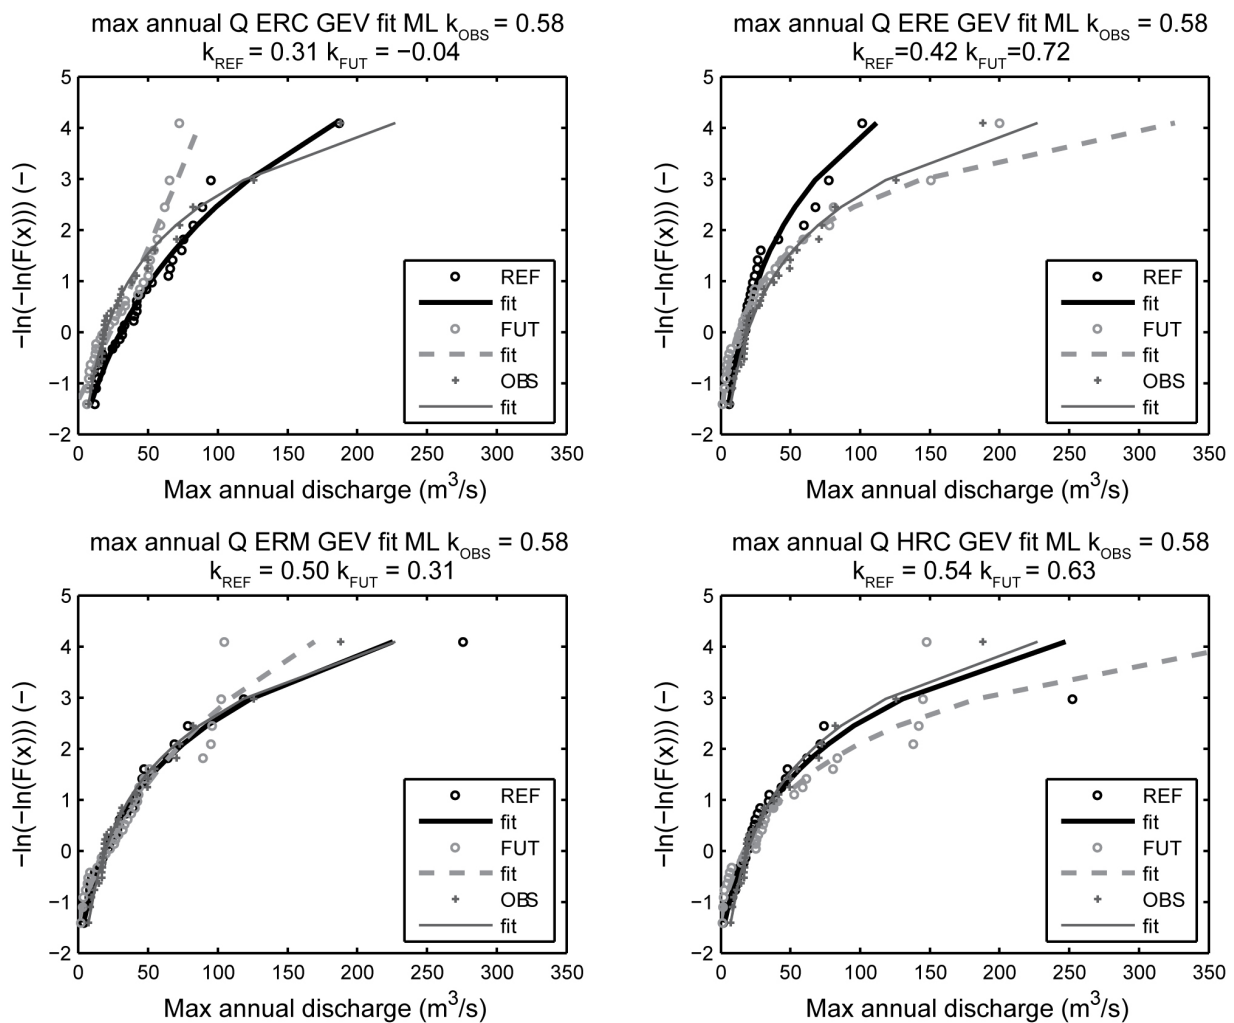 max annual Q ERC GEV fit ML k_OBS = 0.58
k_REF = 0.31 k_FUT = −0.04
5
4
3
2
1
0
−1
−2
−ln(−ln(F(x))) (−)
REF
fit
FUT
fit
OBS
fit
0 50 100 150 200 250 300 350
Max annual discharge (m³/s)
max annual Q ERE GEV fit ML k_OBS = 0.58
k_REF=0.42 k_FUT=0.72
5
4
3
2
1
0
−1
−2
−ln(−ln(F(x))) (−)
REF
fit
FUT
fit
OBS
fit
0 50 100 150 200 250 300 350
Max annual discharge (m³/s)
max annual Q ERM GEV fit ML k_OBS = 0.58
k_REF = 0.50 k_FUT = 0.31
5
4
3
2
1
0
−1
−2
−ln(−ln(F(x))) (−)
REF
fit
FUT
fit
OBS
fit
0 50 100 150 200 250 300 350
Max annual discharge (m³/s)
max annual Q HRC GEV fit ML k_OBS = 0.58
k_REF = 0.54 k_FUT = 0.63
5
4
3
2
1
0
−1
−2
−ln(−ln(F(x))) (−)
REF
fit
FUT
fit
OBS
fit
0 50 100 150 200 250 300 350
Max annual discharge (m³/s)